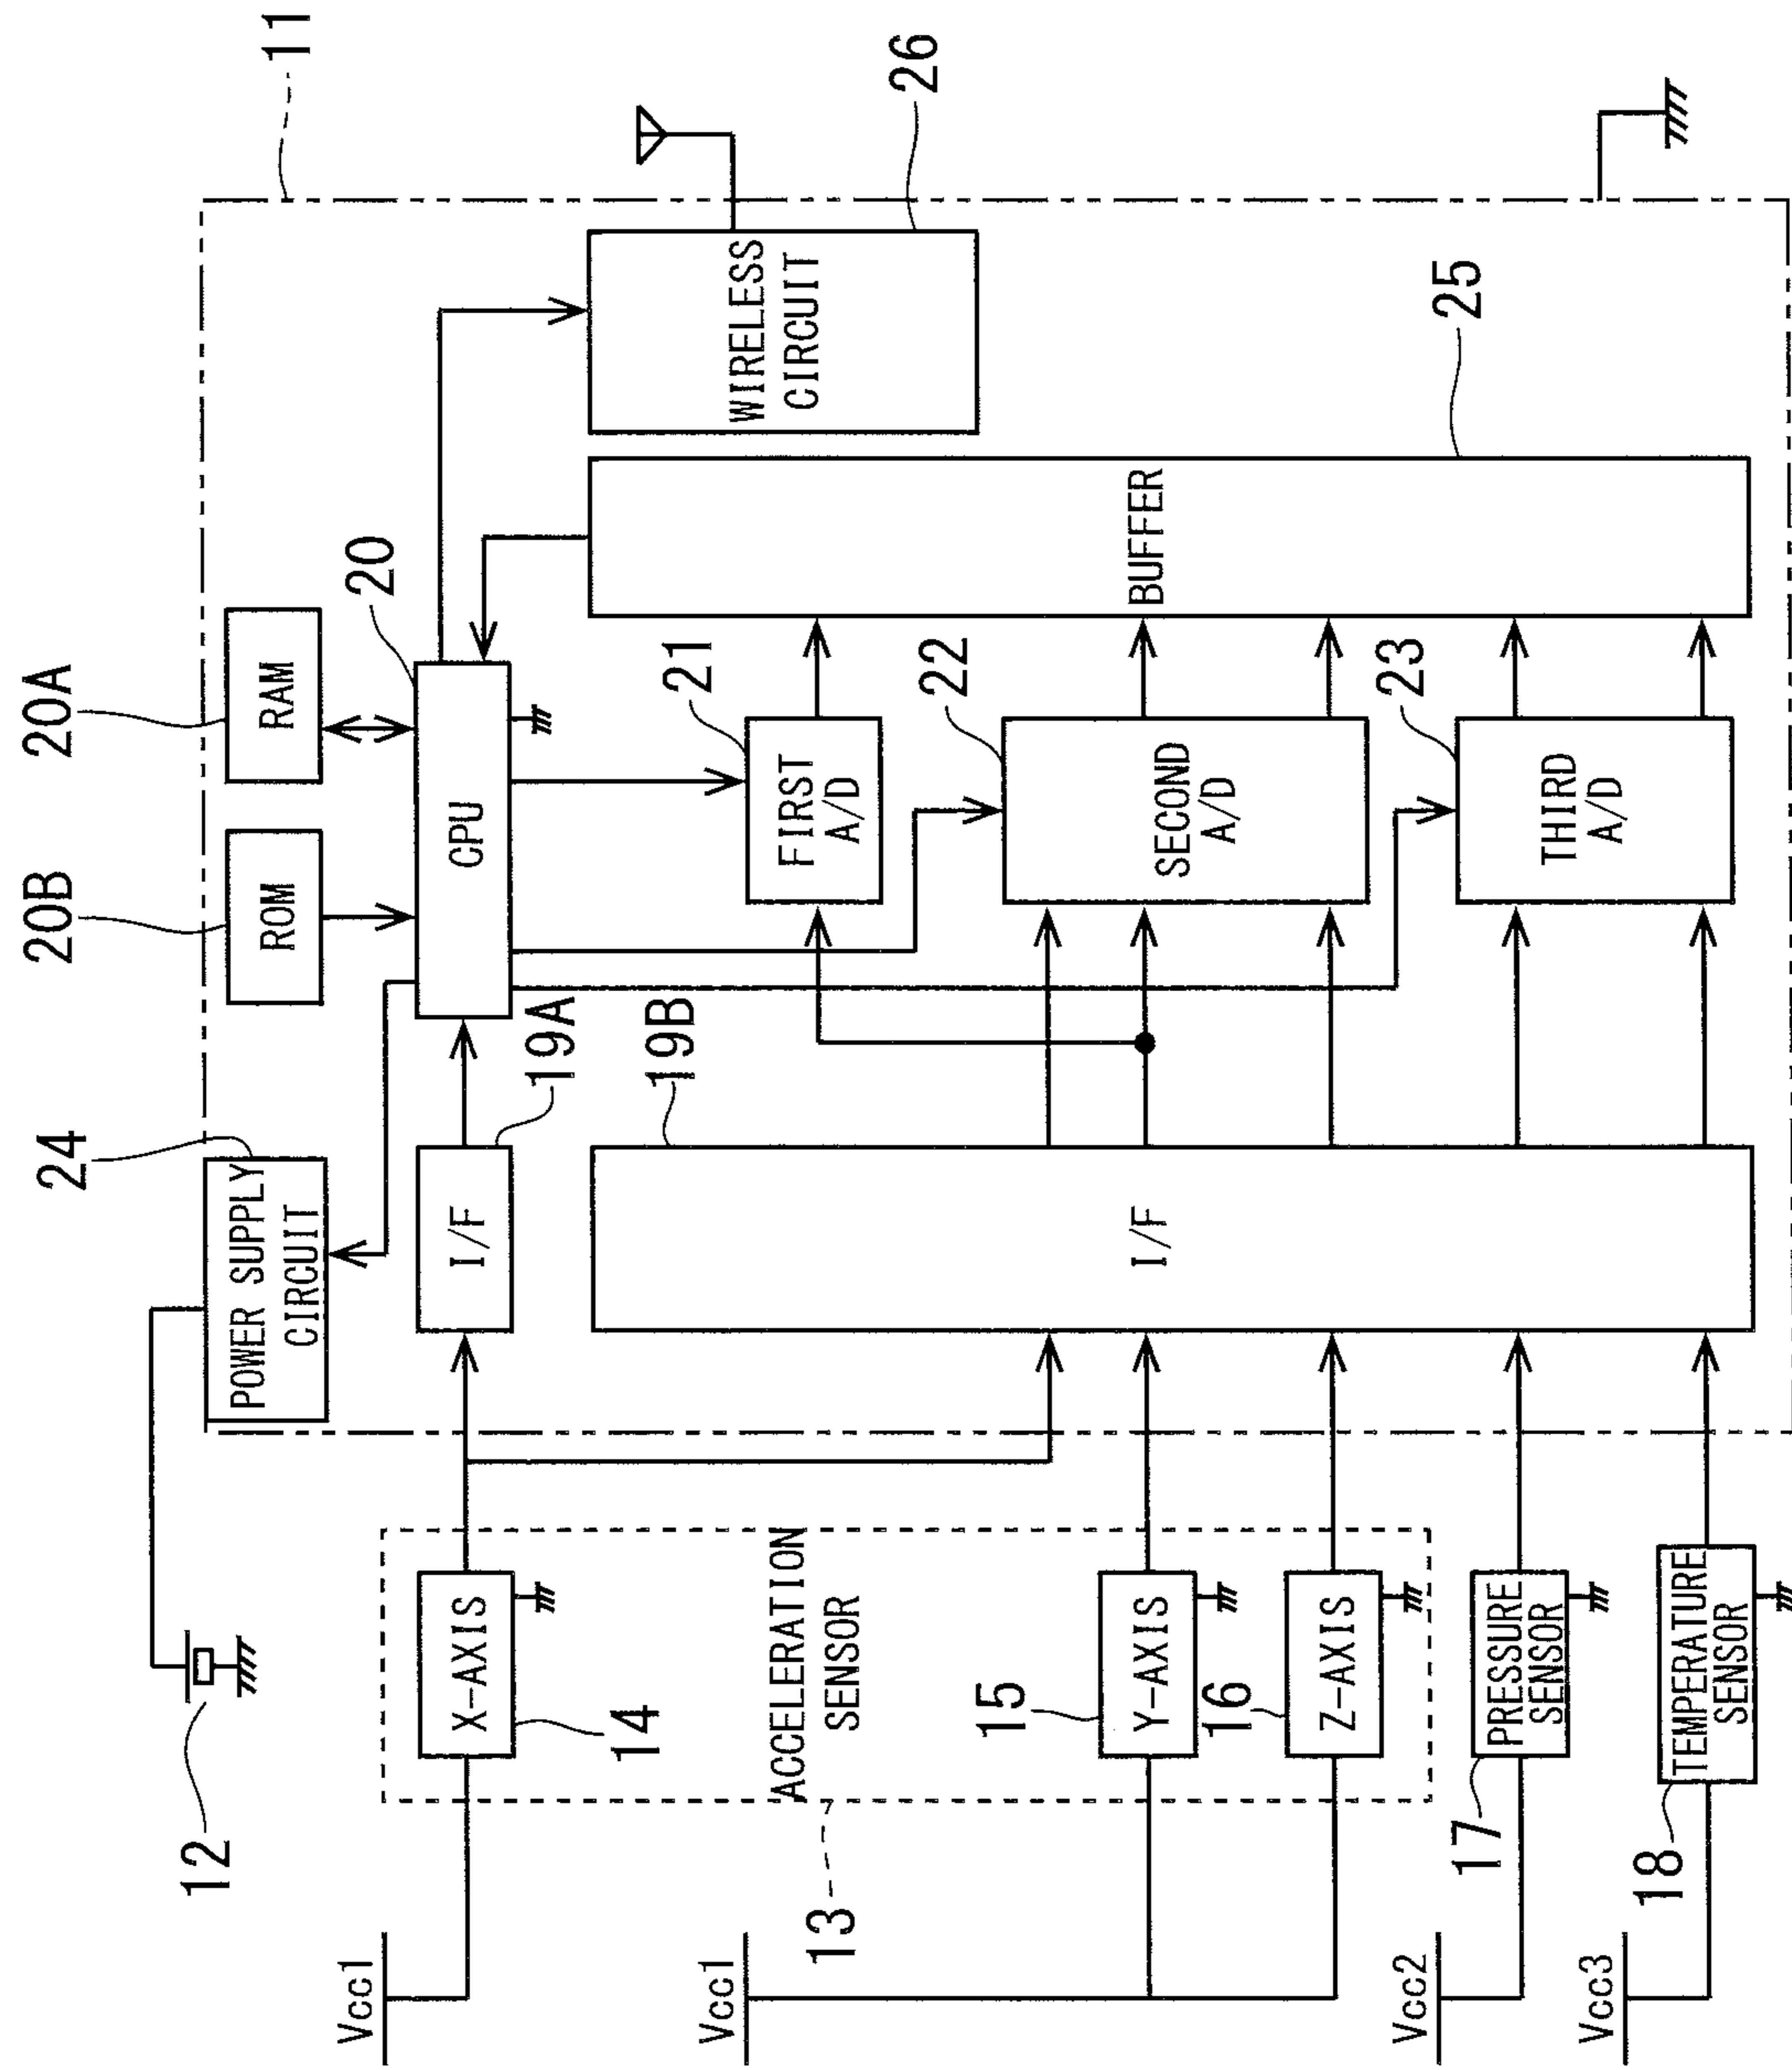 11
24
20B
20A
POWER SUPPLY
CIRCUIT
ROM
RAM
12
Vcc1
X-AXIS
14
I/F
19A
CPU
20
ACCELERATION
SENSOR
13
Vcc1
15
Y-AXIS
16
Z-AXIS
19B
I/F
21
FIRST
A/D
22
SECOND
A/D
23
THIRD
A/D
BUFFER
25
WIRELESS
CIRCUIT
26
Vcc2
17
PRESSURE
SENSOR
Vcc3
18
TEMPERATURE
SENSOR